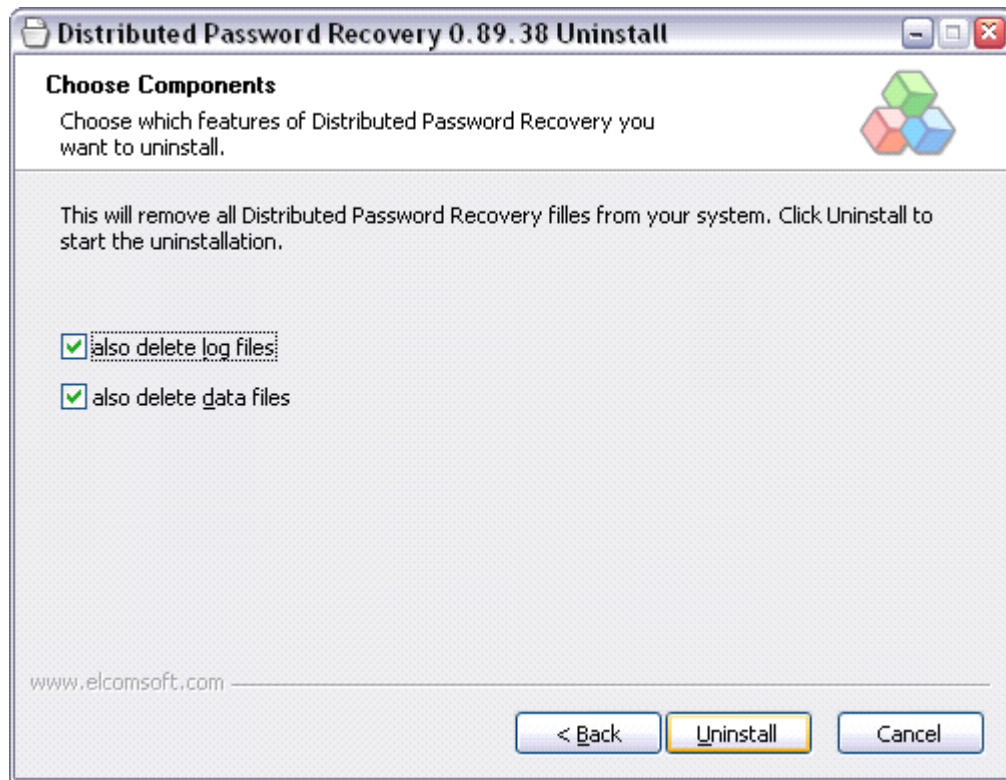 Distributed Password Recovery 0.89.38 Uninstall
Choose Components
Choose which features of Distributed Password Recovery you
want to uninstall.
This will remove all Distributed Password Recovery filles from your system. Click Uninstall to
start the uninstallation.
also delete log files
also delete data files
www.elcomsoft.com
< Back
Uninstall
Cancel